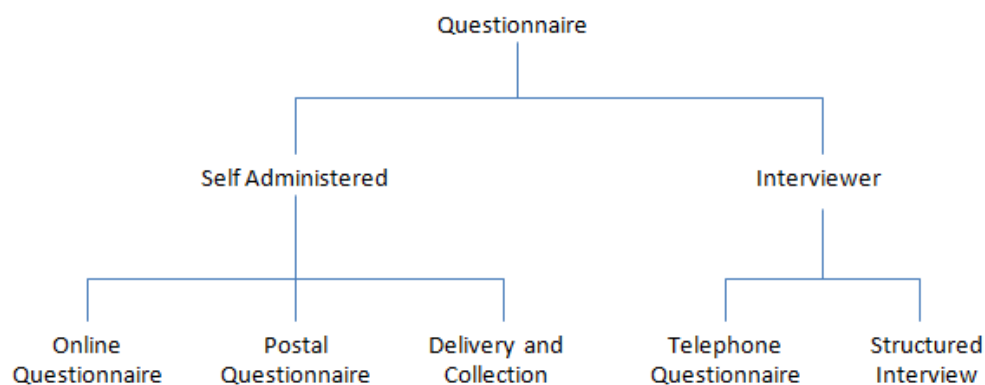 Questionnaire
Self Administered
Interviewer
Online
Questionnaire
Postal
Questionnaire
Delivery and
Collection
Telephone
Questionnaire
Structured
Interview